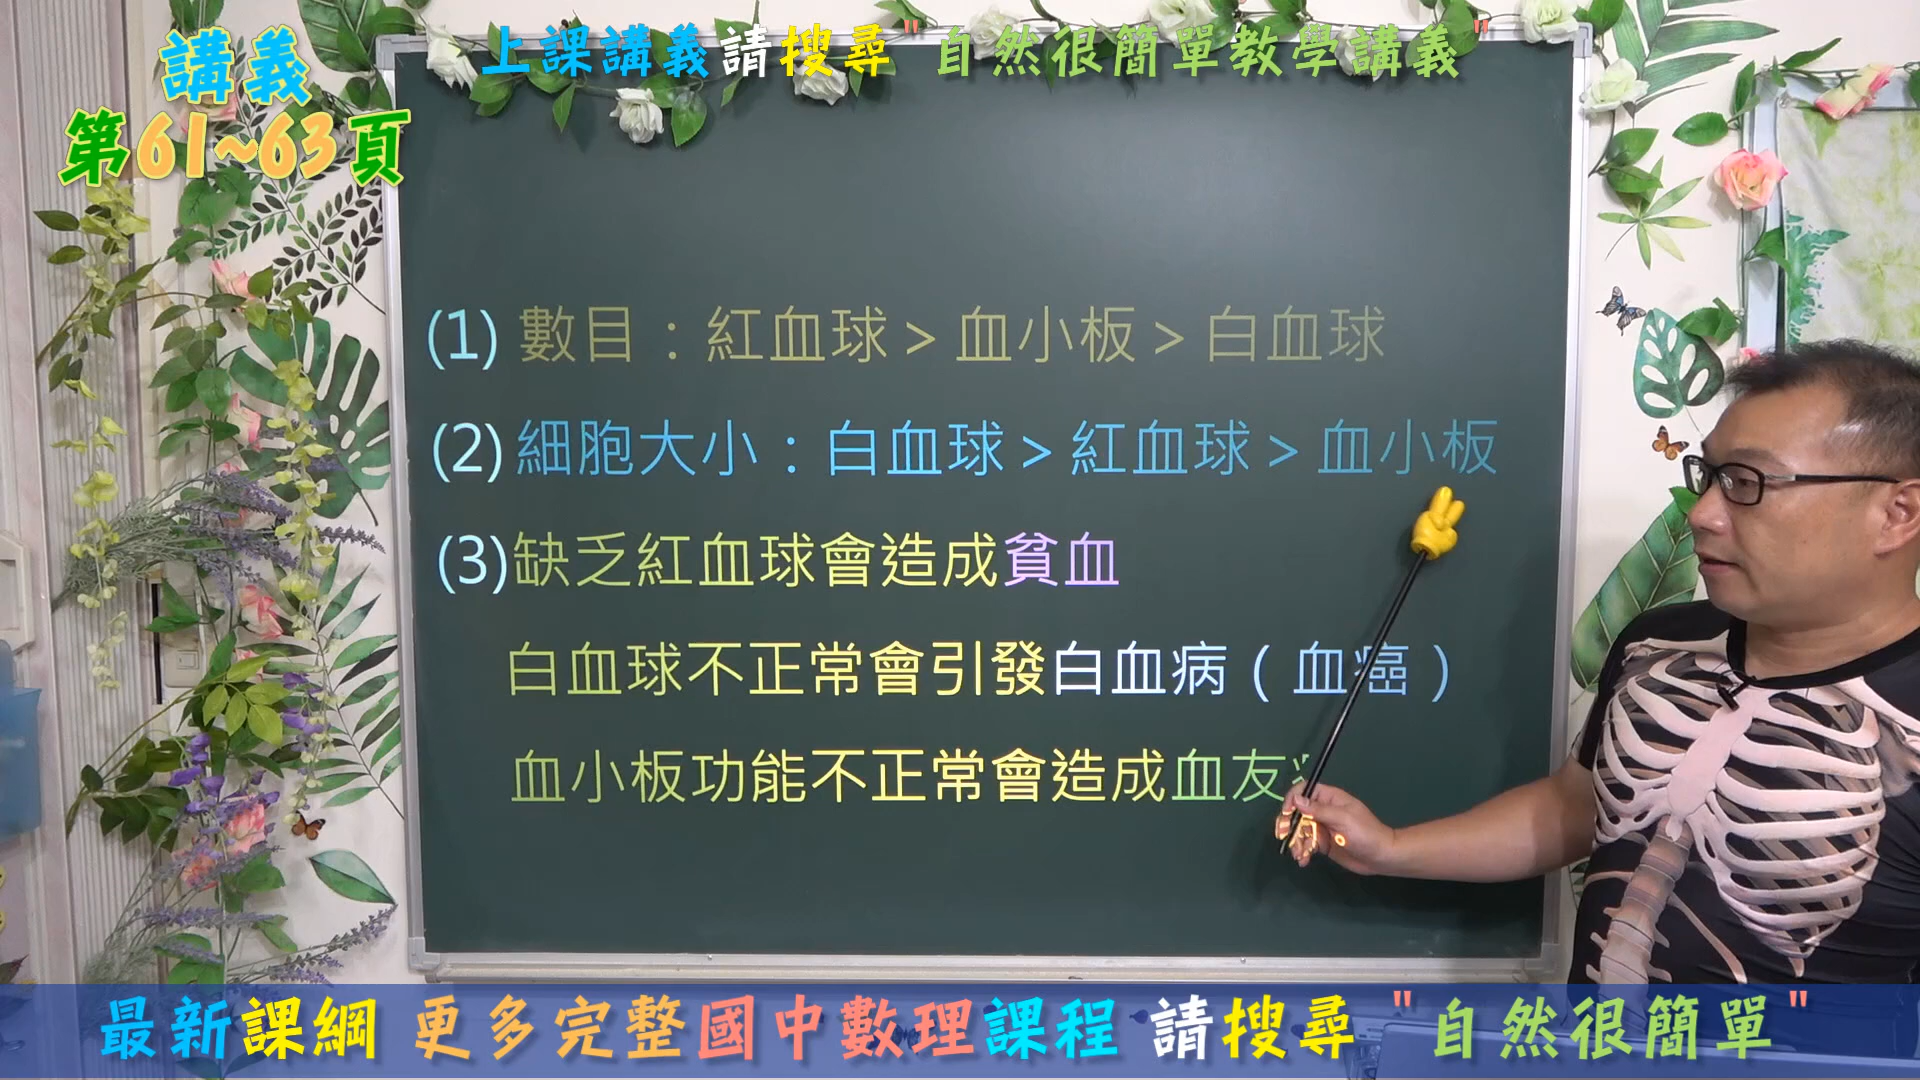 上課講義請搜尋"自然很簡單教學講義"
講義
第61~63頁
(1) 數目：紅血球＞血小板＞白血球
(2) 細胞大小：白血球＞紅血球＞血小板
(3)缺乏紅血球會造成貧血
白血球不正常會引發白血病（血癌）
血小板功能不正常會造成血友
最新課綱 更多完整國中數理課程 請搜尋"自然很簡單"